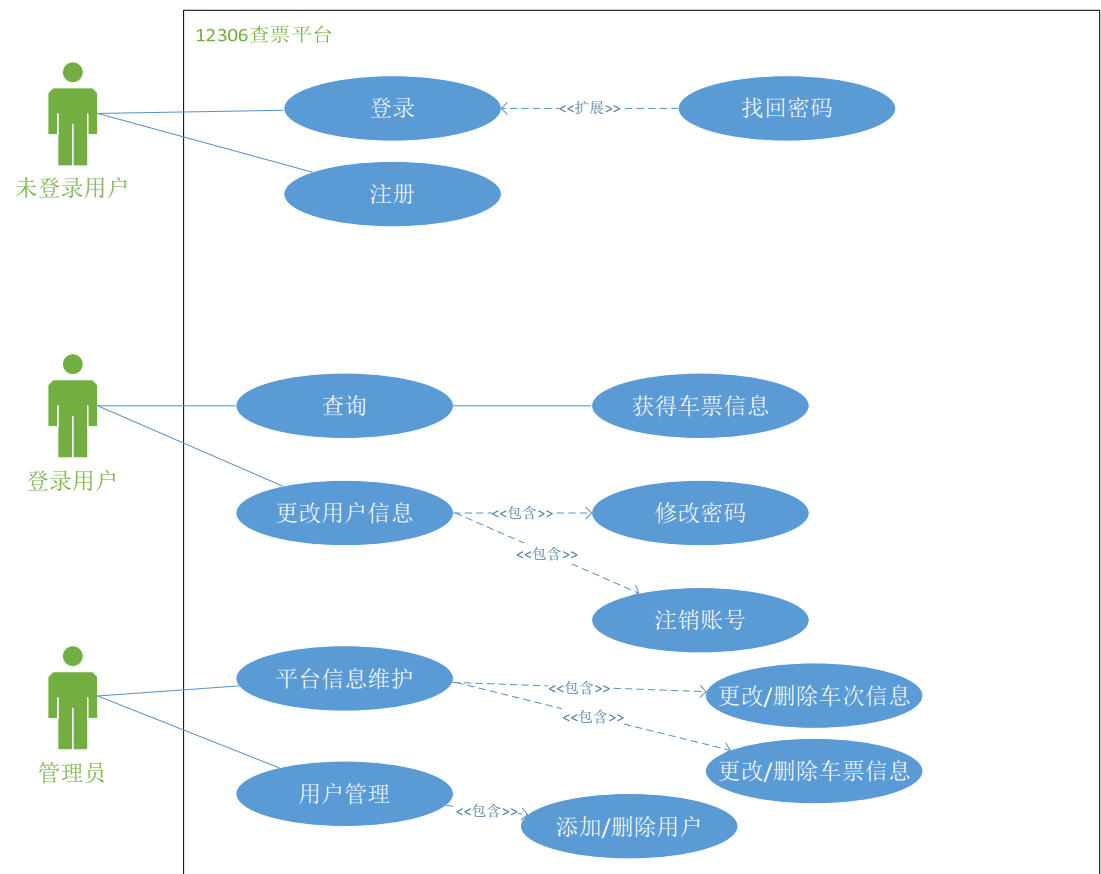 12306查票平台
登录
<<扩展>>
找回密码
未登录用户
注册
查询
获得车票信息
登录用户
更改用户信息
<<包含>>
修改密码
<<包含>>
注销账号
平台信息维护
<<包含>>
更改/删除车次信息
<<包含>>
更改/删除车票信息
管理员
用户管理
<<包含>>
添加/删除用户